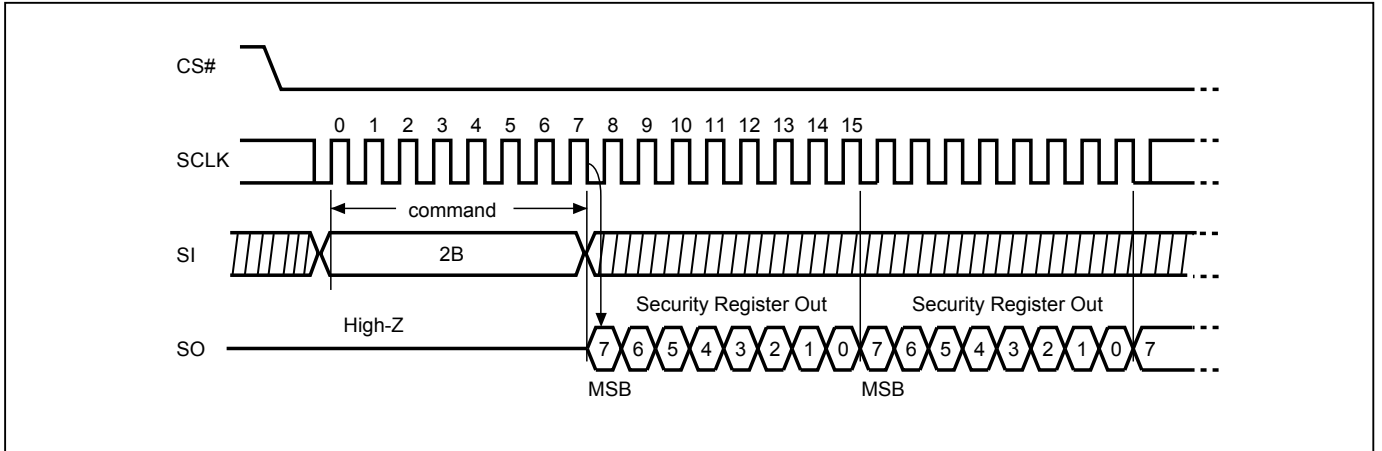 CS#
0 1 2 3 4 5 6 7 8 9 10 11 12 13 14 15
SCLK
command
SI
2B
Security Register Out Security Register Out
High-Z
SO
7 6 5 4 3 2 1 0 7 6 5 4 3 2 1 0 7
MSB MSB